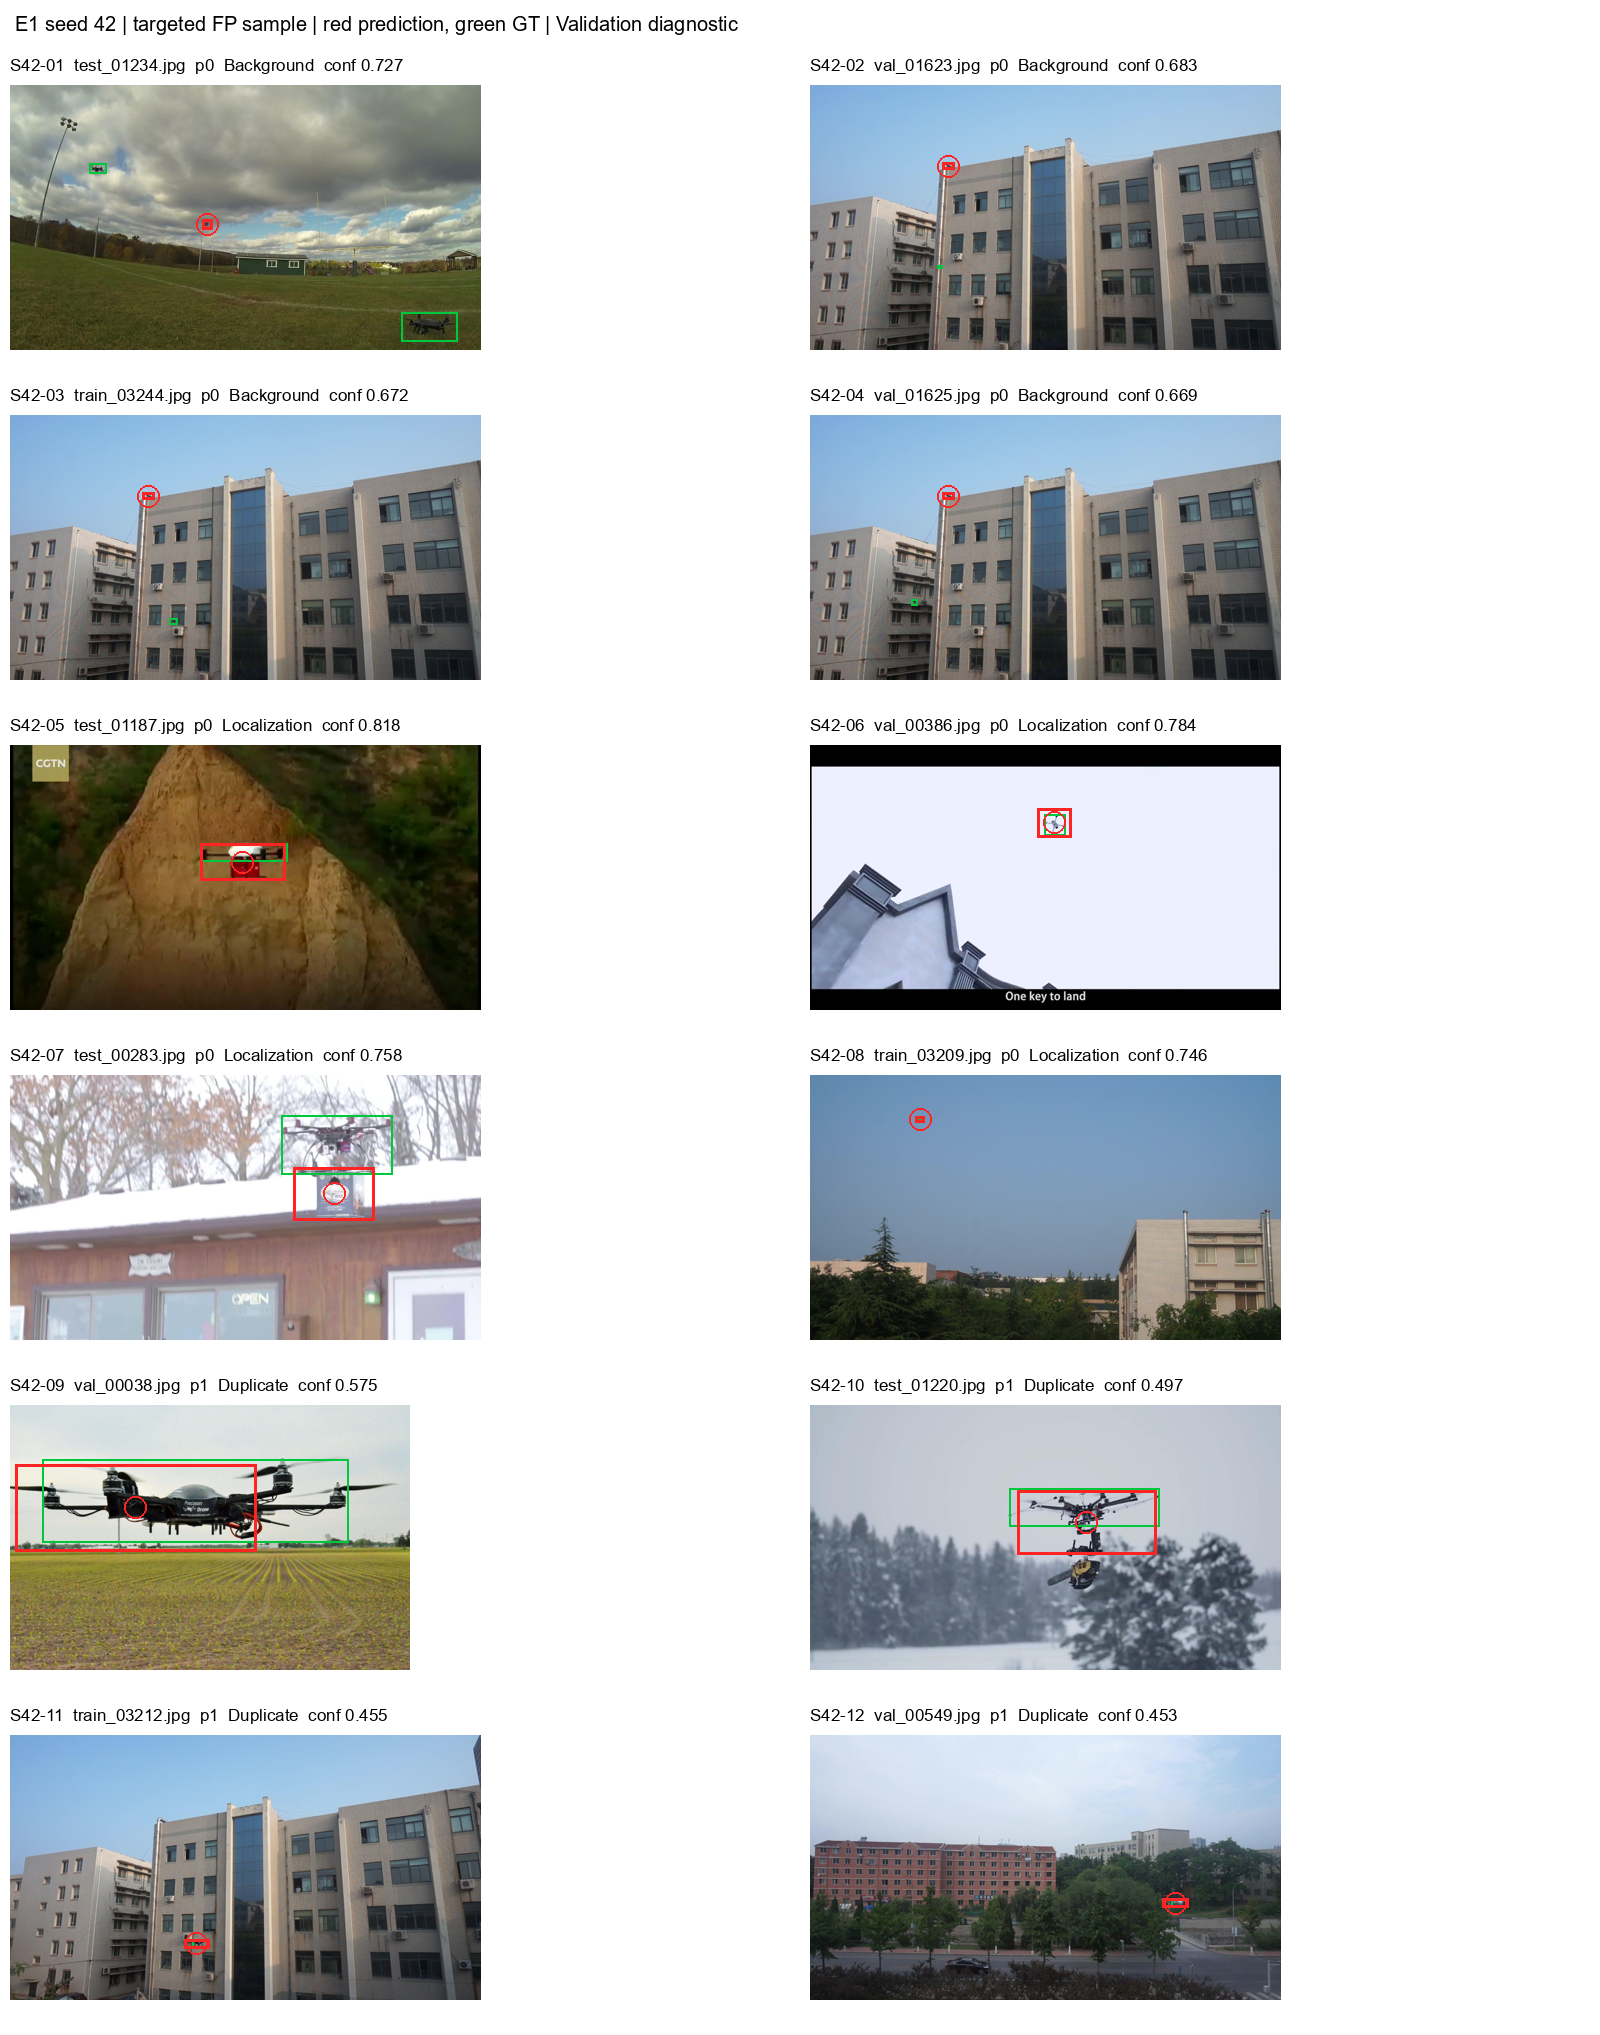 E1 seed 42 | targeted FP sample | red prediction, green GT | Validation diagnostic
S42-01 test_01234.jpg p0 Background conf 0.727
S42-02 val_01623.jpg p0 Background conf 0.683
S42-03 train_03244.jpg p0 Background conf 0.672
S42-04 val_01625.jpg p0 Background conf 0.669
S42-05 test_01187.jpg p0 Localization conf 0.818
S42-06 val_00386.jpg p0 Localization conf 0.784
CGTN
One key to land
S42-07 test_00283.jpg p0 Localization conf 0.758
S42-08 train_03209.jpg p0 Localization conf 0.746
OPEN
S42-09 val_00038.jpg p1 Duplicate conf 0.575
S42-10 test_01220.jpg p1 Duplicate conf 0.497
Precision
Drone
S42-11 train_03212.jpg p1 Duplicate conf 0.455
S42-12 val_00549.jpg p1 Duplicate conf 0.453